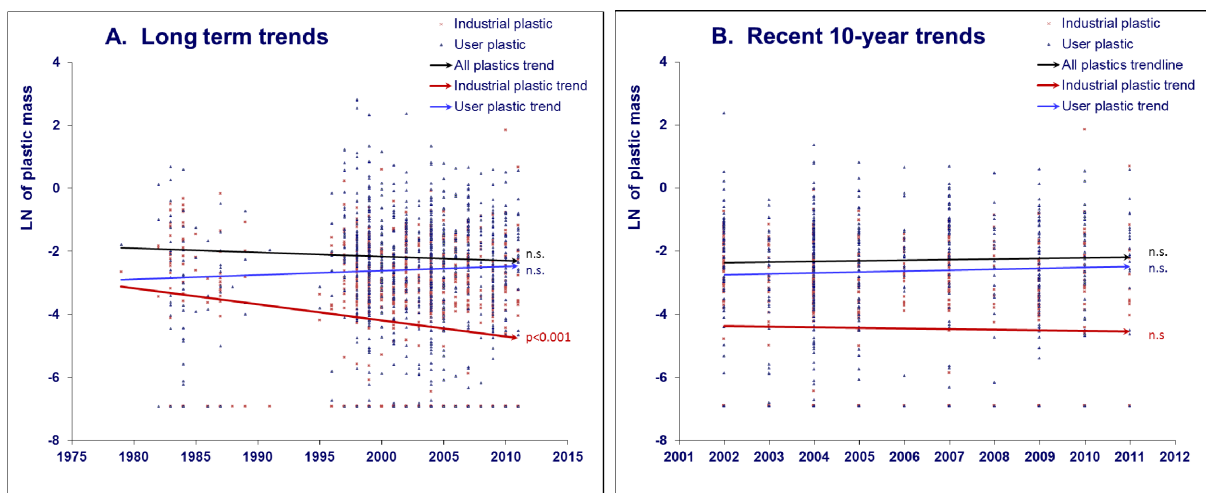 A. Long term trends
Industrial plastic
User plastic
All plastics trend
Industrial plastic trend
User plastic trend
LN of plastic mass
4
2
0
-2
-4
-6
-8
n.s.
n.s.
p<0.001
1975 1980 1985 1990 1995 2000 2005 2010 2015
B. Recent 10-year trends
Industrial plastic
User plastic
All plastics trendline
Industrial plastic trend
User plastic trend
LN of plastic mass
4
2
0
-2
-4
-6
-8
n.s.
n.s.
n.s
2001 2002 2003 2004 2005 2006 2007 2008 2009 2010 2011 2012